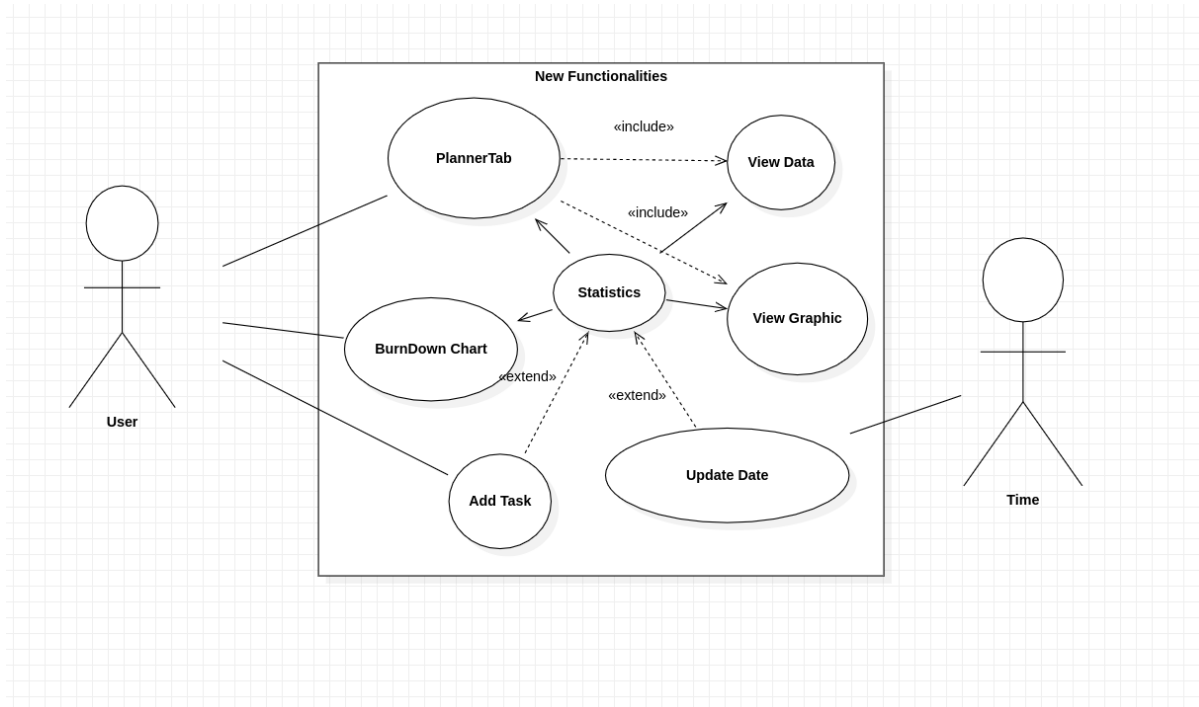 New Functionalities
«include»
PlannerTab
View Data
«include»
Statistics
View Graphic
BurnDown Chart
«extend»
«extend»
User
Update Date
Add Task
Time